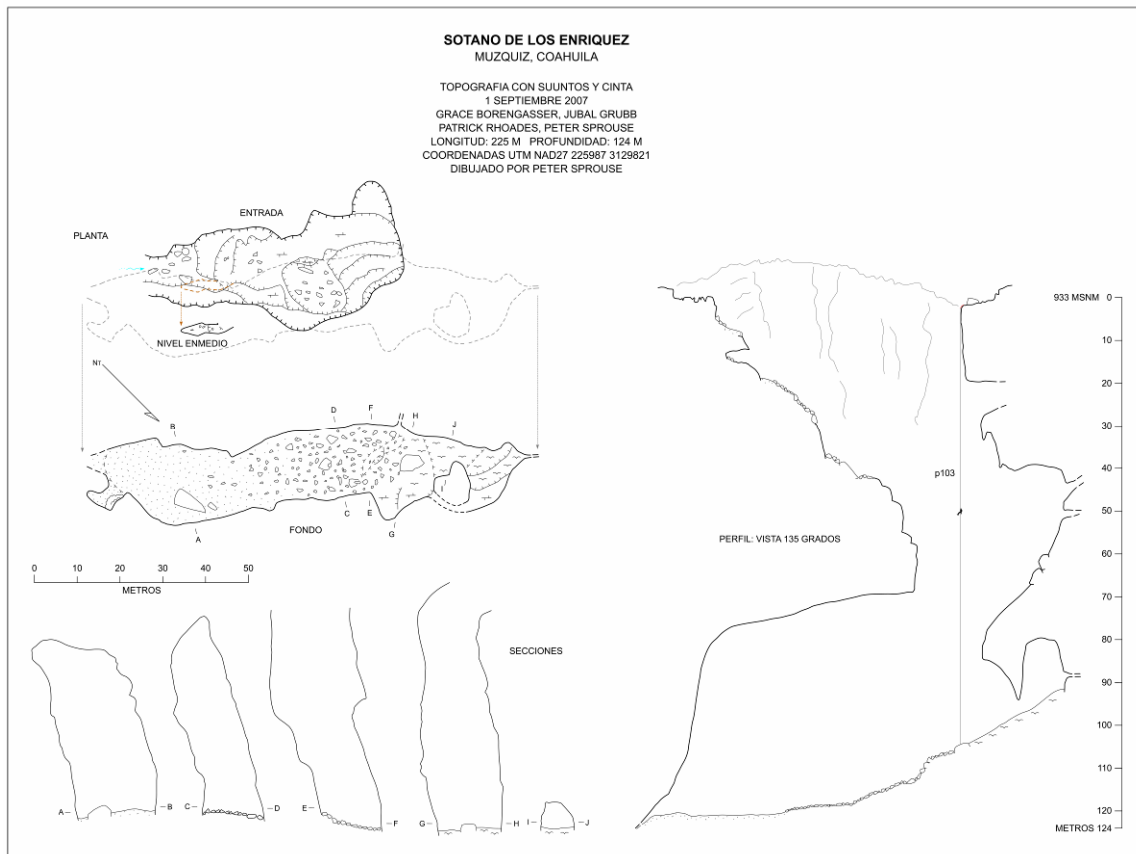 SOTANO DE LOS ENRIQUEZ
MUZQUIZ, COAHUILA
TOPOGRAFIA CON SUUNTOS Y CINTA
1 SEPTIEMBRE 2007
GRACE BORENGASSER, JUBAL GRUBB
PATRICK RHOADES, PETER SPROUSE
LONGITUD: 225 M PROFUNDIDAD: 124 M
COORDENADAS UTM NAD27 225987 3129821
DIBUJADO POR PETER SPROUSE
PLANTA
ENTRADA
NIVEL ENMEDIO
NT
B
D
F
H
J
I
A
C
E
G
FONDO
0 10 20 30 40 50
METROS
SECCIONES
A
B
C
D
E
F
G
H
I
J
PERFIL: VISTA 135 GRADOS
p103
933 MSNM 0
10
20
30
40
50
60
70
80
90
100
110
120
METROS 124